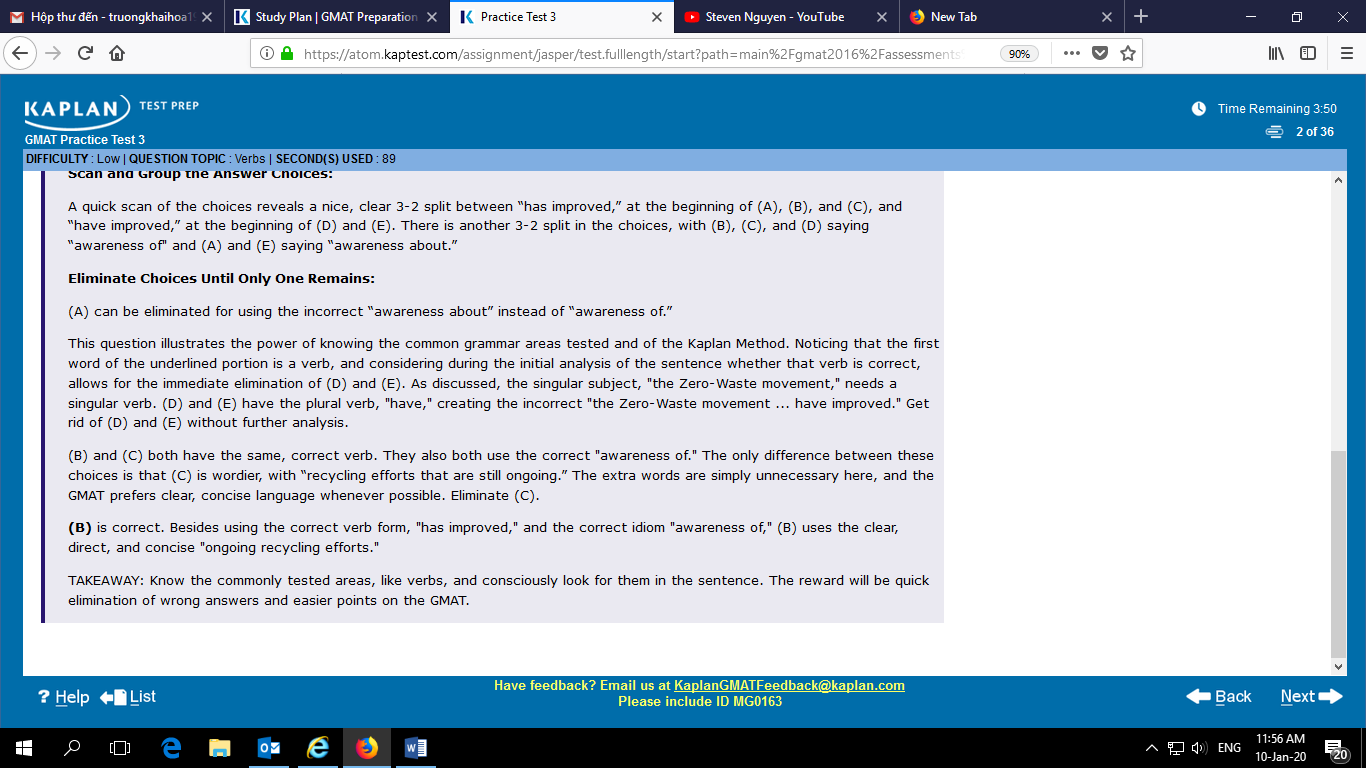 Hộp thư đến - truongkhaihoa1
Study Plan | GMAT Preparation
Practice Test 3
Steven Nguyen - YouTube
New Tab
https://atom.kaptest.com/assignment/jasper/test.fulllength/start?path=main%2Fgmat2016%2Fassessments
90%
KAPLAN TEST PREP
GMAT Practice Test 3
Time Remaining 3:50
2 of 36
DIFFICULTY : Low | QUESTION TOPIC : Verbs | SECOND(S) USED : 89
Scan and Group the Answer Choices:
A quick scan of the choices reveals a nice, clear 3-2 split between “has improved,” at the beginning of (A), (B), and (C), and
“have improved,” at the beginning of (D) and (E). There is another 3-2 split in the choices, with (B), (C), and (D) saying
“awareness of" and (A) and (E) saying “awareness about.”
Eliminate Choices Until Only One Remains:
(A) can be eliminated for using the incorrect “awareness about” instead of “awareness of.”
This question illustrates the power of knowing the common grammar areas tested and of the Kaplan Method. Noticing that the first
word of the underlined portion is a verb, and considering during the initial analysis of the sentence whether that verb is correct,
allows for the immediate elimination of (D) and (E). As discussed, the singular subject, "the Zero-Waste movement," needs a
singular verb. (D) and (E) have the plural verb, "have," creating the incorrect "the Zero-Waste movement ... have improved." Get
rid of (D) and (E) without further analysis.
(B) and (C) both have the same, correct verb. They also both use the correct "awareness of." The only difference between these
choices is that (C) is wordier, with “recycling efforts that are still ongoing.” The extra words are simply unnecessary here, and the
GMAT prefers clear, concise language whenever possible. Eliminate (C).
(B) is correct. Besides using the correct verb form, "has improved," and the correct idiom "awareness of," (B) uses the clear,
direct, and concise "ongoing recycling efforts."
TAKEAWAY: Know the commonly tested areas, like verbs, and consciously look for them in the sentence. The reward will be quick
elimination of wrong answers and easier points on the GMAT.
? Help
List
Have feedback? Email us at KaplanGMATFeedback@kaplan.com
Please include ID MG0163
Back
Next
ENG
11:56 AM
10-Jan-20
20